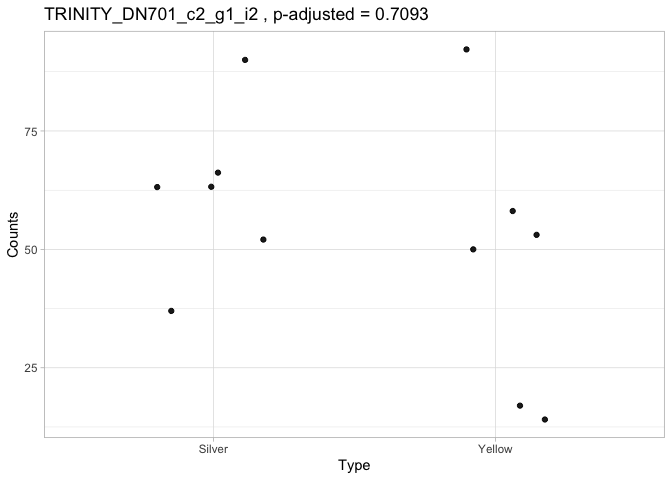 TRINITY_DN701_c2_g1_i2 , p-adjusted = 0.7093
75
50
25
Counts
Silver
Yellow
Type